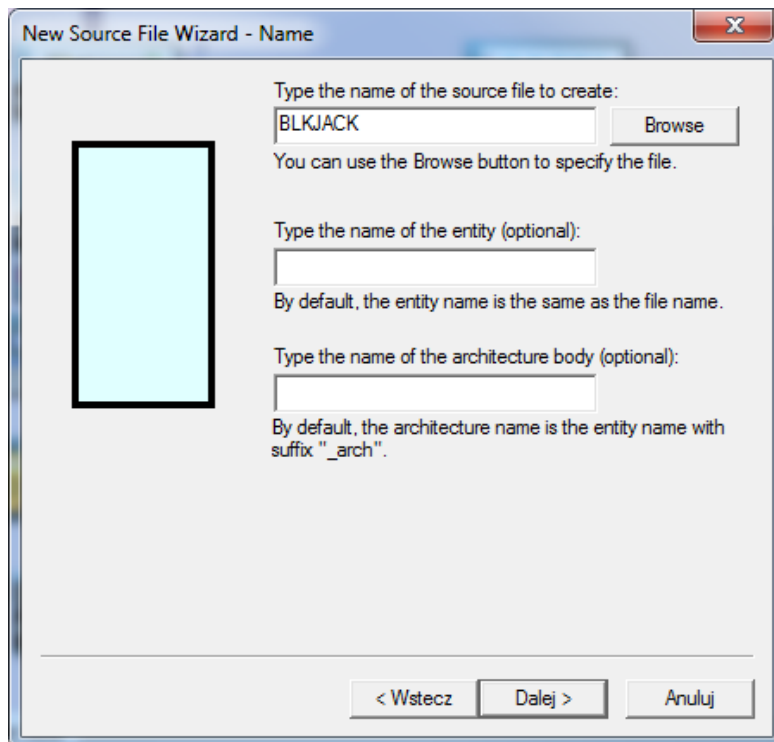 New Source File Wizard - Name
Type the name of the source file to create:
BLKJACK
Browse
You can use the Browse button to specify the file.
Type the name of the entity (optional):
By default, the entity name is the same as the file name.
Type the name of the architecture body (optional):
By default, the architecture name is the entity name with
suffix "_arch".
< Wstecz
Dalej >
Anuluj